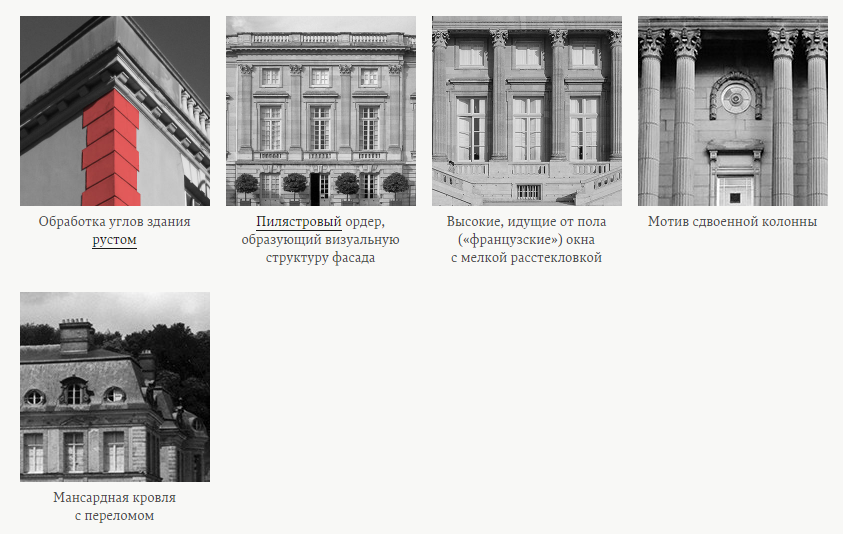 Обработка углов здания
рустом
Пилястровый ордер,
образующий визуальную
структуру фасада
Высокие, идущие от пола
(«французские») окна
с мелкой расстекловкой
Мотив сдвоенной колонны
Мансардная кровля
с переломом